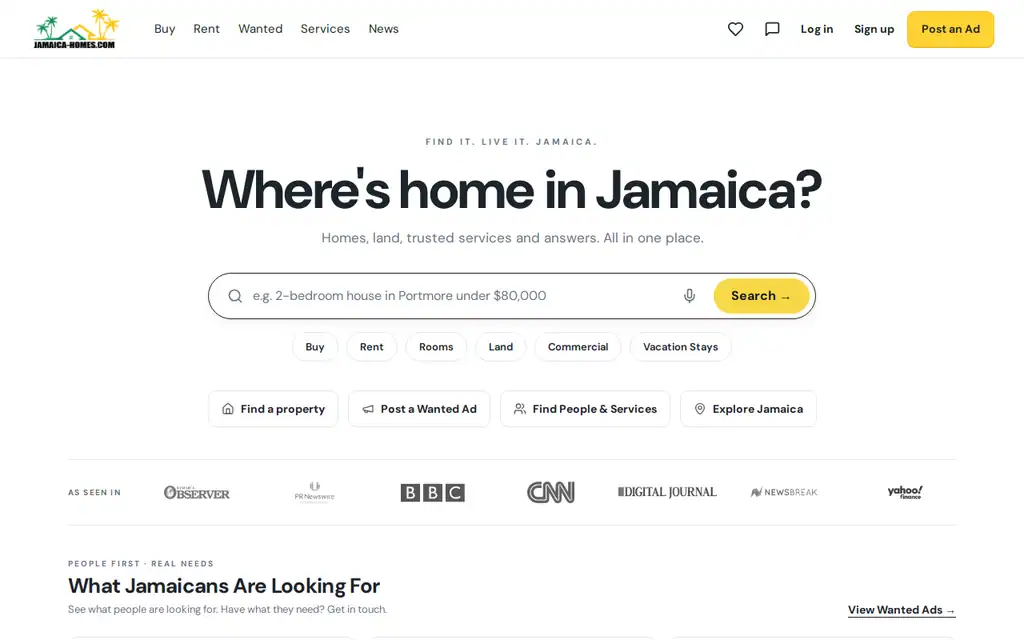 JAMAICA-HOMES.COM
Buy
Rent
Wanted
Services
News
Log in
Sign up
Post an Ad
FIND IT. LIVE IT. JAMAICA.
Where's home in Jamaica?
Homes, land, trusted services and answers. All in one place.
e.g. 2-bedroom house in Portmore under $80,000
Search →
Buy
Rent
Rooms
Land
Commercial
Vacation Stays
Find a property
Post a Wanted Ad
Find People & Services
Explore Jamaica
AS SEEN IN
OBSERVER
PR Newswire
BBC
CNN
DIGITAL JOURNAL
NEWSBREAK
yahoo!
finance
PEOPLE FIRST · REAL NEEDS
What Jamaicans Are Looking For
See what people are looking for. Have what they need? Get in touch.
View Wanted Ads →